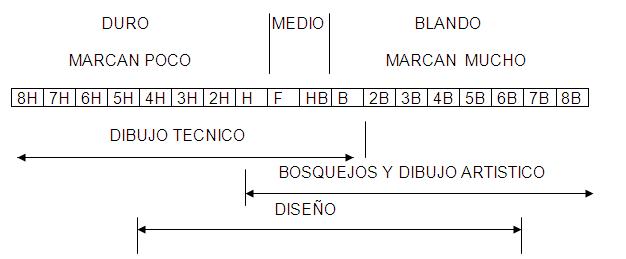 DURO MEDIO BLANDO
MARCAN POCO MARCAN MUCHO
8H 7H 6H 5H 4H 3H 2H H F HB B 2B 3B 4B 5B 6B 7B 8B
DIBUJO TECNICO
BOSQUEJOS Y DIBUJO ARTISTICO
DISEÑO